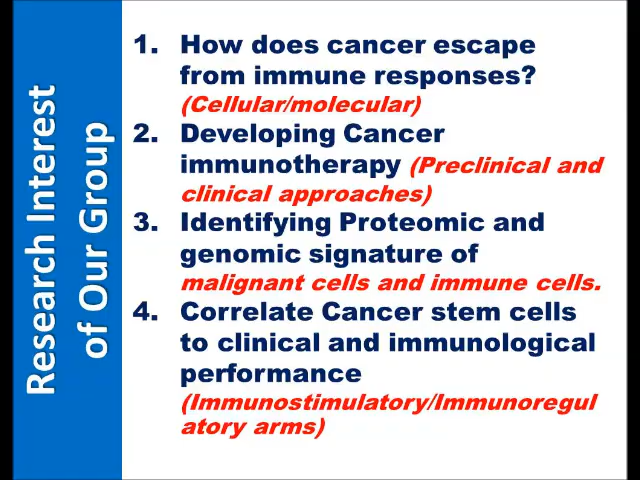 Research Interest
of Our Group
1. How does cancer escape
from immune responses?
(Cellular/molecular)
2. Developing Cancer
immunotherapy (Preclinical and
clinical approaches)
3. Identifying Proteomic and
genomic signature of
malignant cells and immune cells.
4. Correlate Cancer stem cells
to clinical and immunological
performance
(Immunostimulatory/Immunoregul
atory arms)